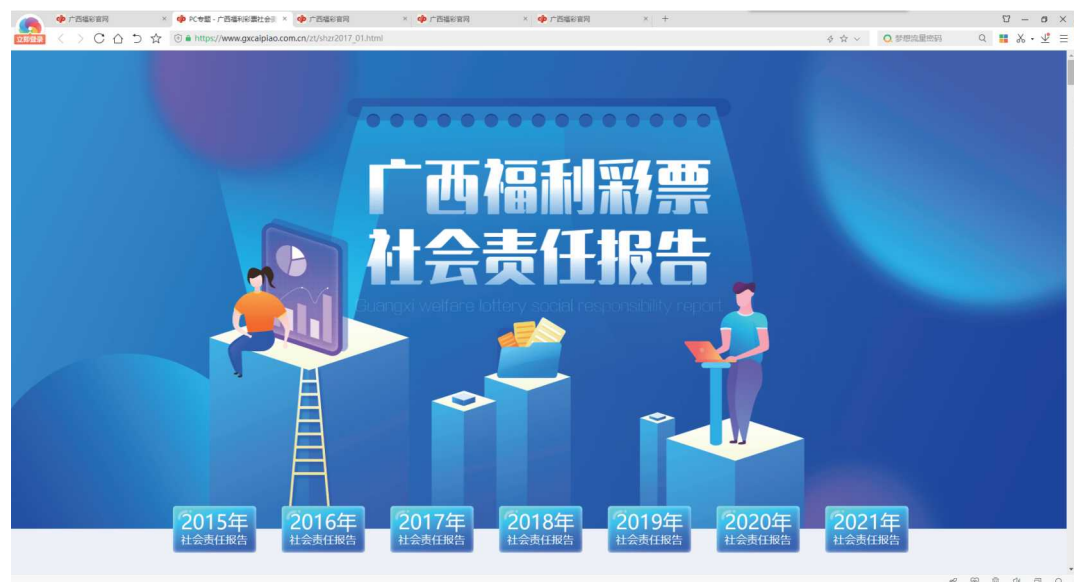 广西福彩官网
PC专题 - 广西福利彩票社会责
广西福彩官网
广西福彩官网
广西福彩官网
立即登录
https://www.gxcaipiao.com.cn/zt/shzr2017_01.html
梦想流量密码
广西福利彩票
社会责任报告
Guangxi welfare lottery social responsibility report
2015年
社会责任报告
2016年
社会责任报告
2017年
社会责任报告
2018年
社会责任报告
2019年
社会责任报告
2020年
社会责任报告
2021年
社会责任报告